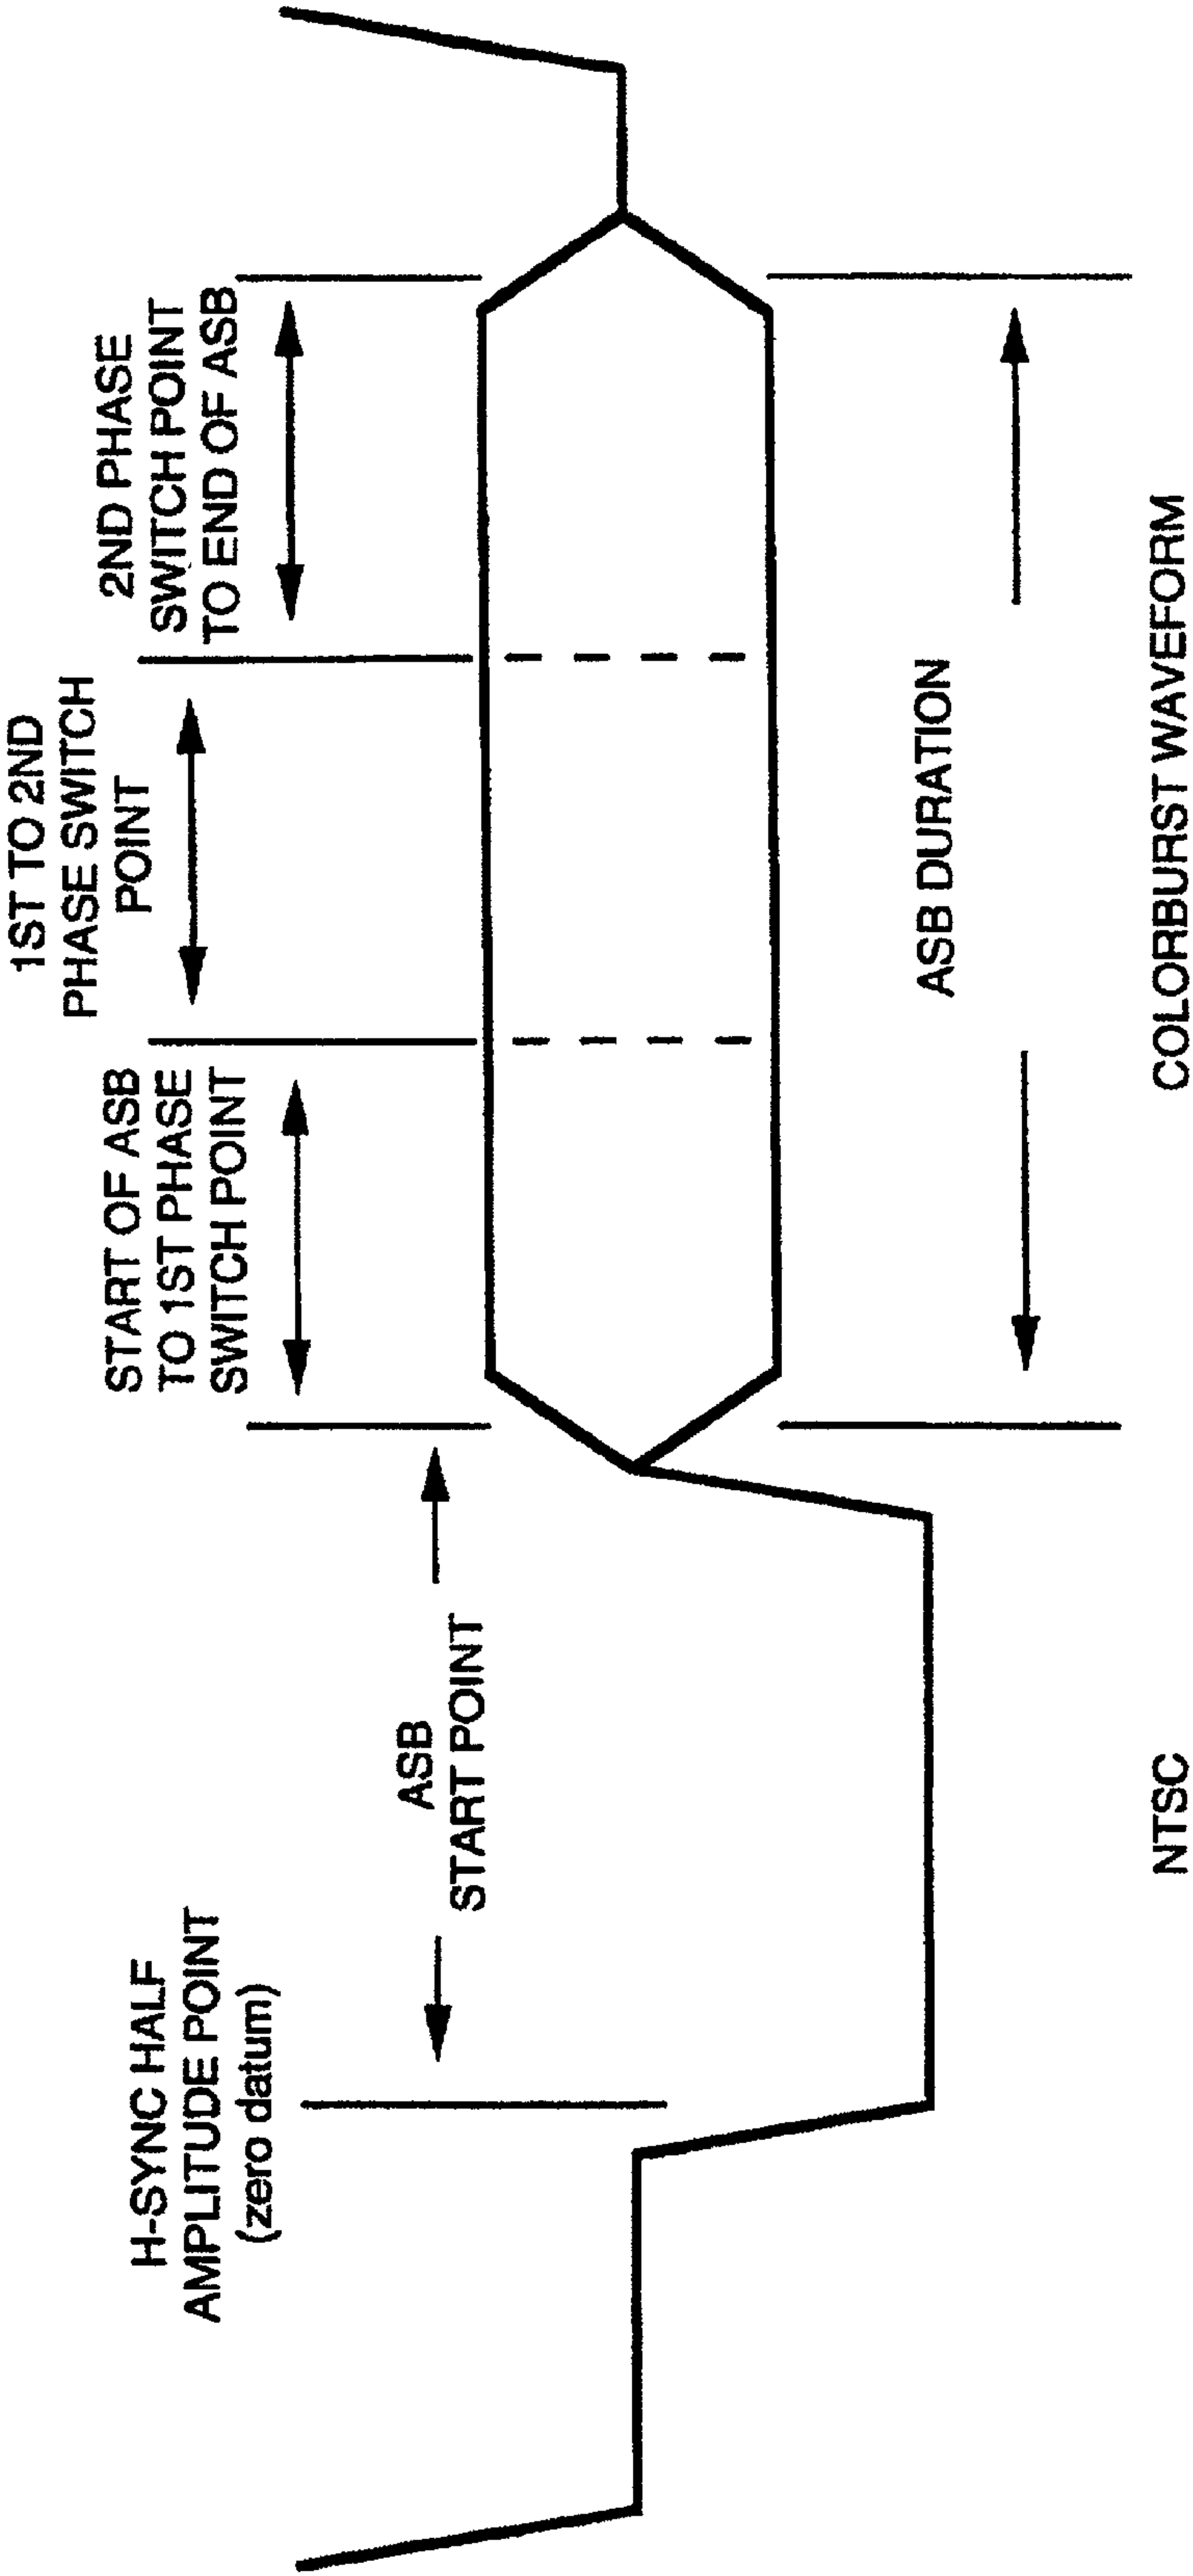 H-SYNC HALF
AMPLITUDE POINT
(zero datum)
ASB
START POINT
START OF ASB
TO 1ST PHASE
SWITCH POINT
1ST TO 2ND
PHASE SWITCH
POINT
2ND PHASE
SWITCH POINT
TO END OF ASB
ASB DURATION
NTSC
COLORBURST WAVEFORM